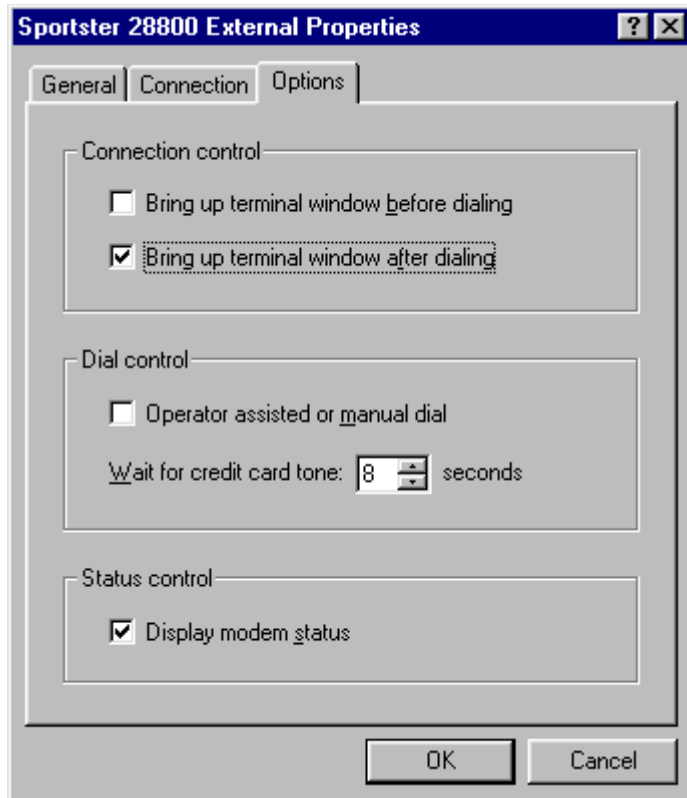 Sportster 28800 External Properties
General Connection Options
Connection control
Bring up terminal window before dialing
Bring up terminal window after dialing
Dial control
Operator assisted or manual dial
Wait for credit card tone: 8 seconds
Status control
Display modem status
OK Cancel